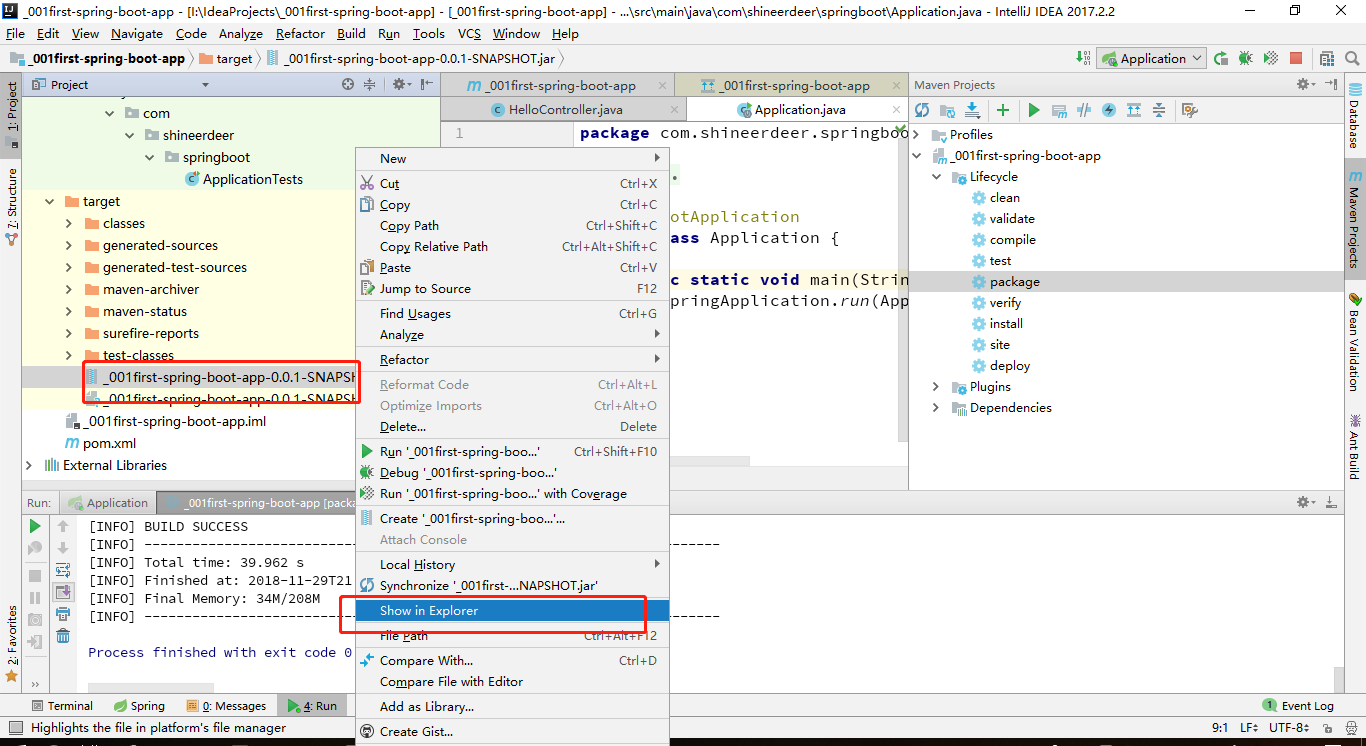 _001first-spring-boot-app - [I:\IdeaProjects\_001first-spring-boot-app] - [_001first-spring-boot-app] - ...\src\main\java\com\shineerdeer\springboot\Application.java - IntelliJ IDEA 2017.2.2
File Edit View Navigate Code Analyze Refactor Build Run Tools VCS Window Help
_001first-spring-boot-app target _001first-spring-boot-app-0.0.1-SNAPSHOT.jar Application
Project
_001first-spring-boot-app
_001first-spring-boot-app
HelloController.java
Application.java
Maven Projects
1: Project
7: Structure
2: Favorites
com
shineerdeer
springboot
ApplicationTests
target
classes
generated-sources
generated-test-sources
maven-archiver
maven-status
surefire-reports
test-classes
_001first-spring-boot-app-0.0.1-SNAPSH
_001first-spring-boot-app-0.0.1-SNAPSH
_001first-spring-boot-app.iml
pom.xml
External Libraries
1
package com.shineerdeer.springboo
.
otApplication
ass Application {
c static void main(Strin
pringApplication.run(App
New
Cut Ctrl+X
Copy Ctrl+C
Copy Path Ctrl+Shift+C
Copy Relative Path Ctrl+Alt+Shift+C
Paste Ctrl+V
Jump to Source F12
Find Usages Ctrl+G
Analyze
Refactor
Reformat Code Ctrl+Alt+L
Optimize Imports Ctrl+Alt+O
Delete... Delete
Run '_001first-spring-boo...' Ctrl+Shift+F10
Debug '_001first-spring-boo...'
Run '_001first-spring-boo...' with Coverage
Create '_001first-spring-boo...'...
Attach Console
Local History
Synchronize '_001first-...NAPSHOT.jar'
Show in Explorer
File Path Ctrl+Alt+F12
Compare With... Ctrl+D
Compare File with Editor
Add as Library...
Create Gist...
Profiles
_001first-spring-boot-app
Lifecycle
clean
validate
compile
test
package
verify
install
site
deploy
Plugins
Dependencies
Database
Maven Projects
Bean Validation
Ant Build
Run: Application _001first-spring-boot-app [packa
[INFO] BUILD SUCCESS
[INFO] ------------------------------------------------------------------------
[INFO] Total time: 39.962 s
[INFO] Finished at: 2018-11-29T21
[INFO] Final Memory: 34M/208M
[INFO] ------------------------------------------------------------------------
Process finished with exit code 0
Terminal Spring 0: Messages 4: Run 1 Event Log
Highlights the file in platform's file manager 9:1 LF UTF-8